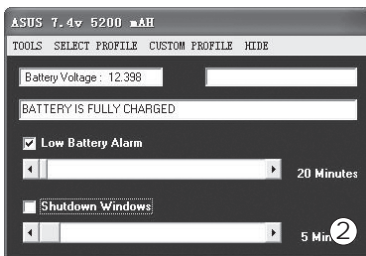 ASUS 7.4v 5200 mAH
TOOLS SELECT PROFILE CUSTOM PROFILE HIDE
Battery Voltage : 12.398
BATTERY IS FULLY CHARGED
Low Battery Alarm
20 Minutes
Shutdown Windows
5 Min
2